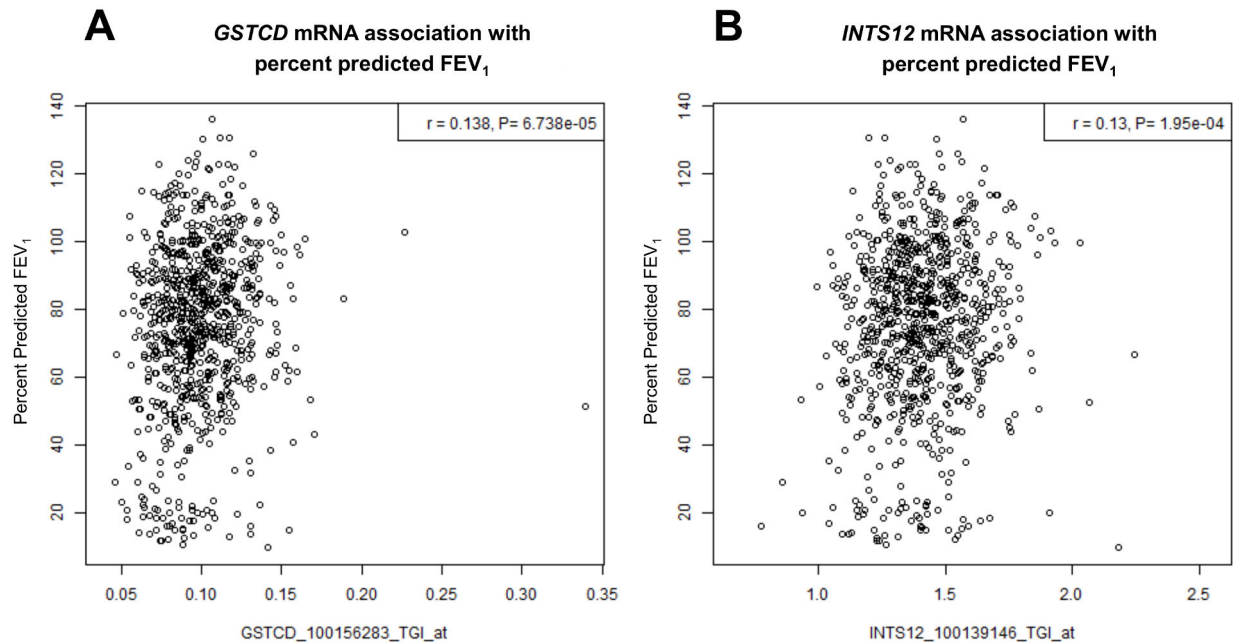 A
GSTCD mRNA association with
percent predicted FEV1
r = 0.138, P= 6.738e-05
Percent Predicted FEV1
140
120
100
80
60
40
20
0.05 0.10 0.15 0.20 0.25 0.30 0.35
GSTCD_100156283_TGI_at
B
INTS12 mRNA association with
percent predicted FEV1
r = 0.13, P= 1.95e-04
Percent Predicted FEV1
140
120
100
80
60
40
20
1.0 1.5 2.0 2.5
INTS12_100139146_TGI_at